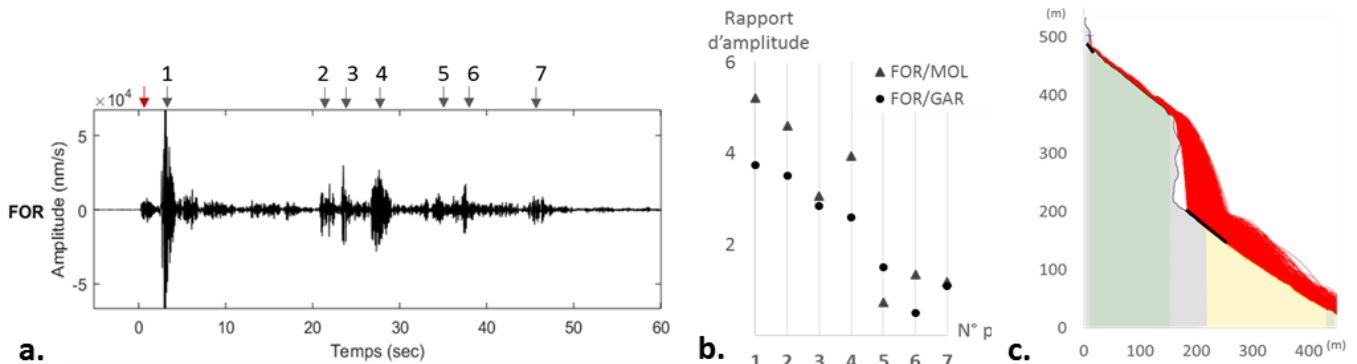 1 2 3 4 5 6 7
× 10⁴
5
0
-5
FOR
Amplitude (nm/s)
0 10 20 30 40 50 60
Temps (sec)
a.
Rapport
d'amplitude
6
4
2
▲ FOR/MOL
● FOR/GAR
N° p
1 2 3 4 5 6 7
b.
(m)
500
400
300
200
100
0
0 100 200 300 400 (m)
c.